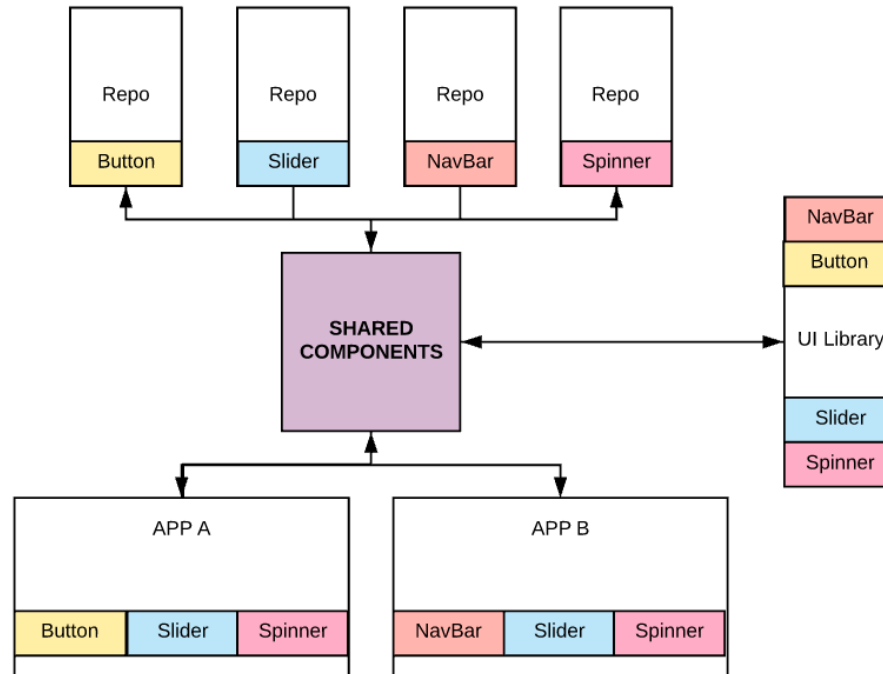 Repo
Repo
Repo
Repo
Button
Slider
NavBar
Spinner
NavBar
Button
SHARED
COMPONENTS
UI Library
Slider
Spinner
APP A
APP B
Button
Slider
Spinner
NavBar
Slider
Spinner